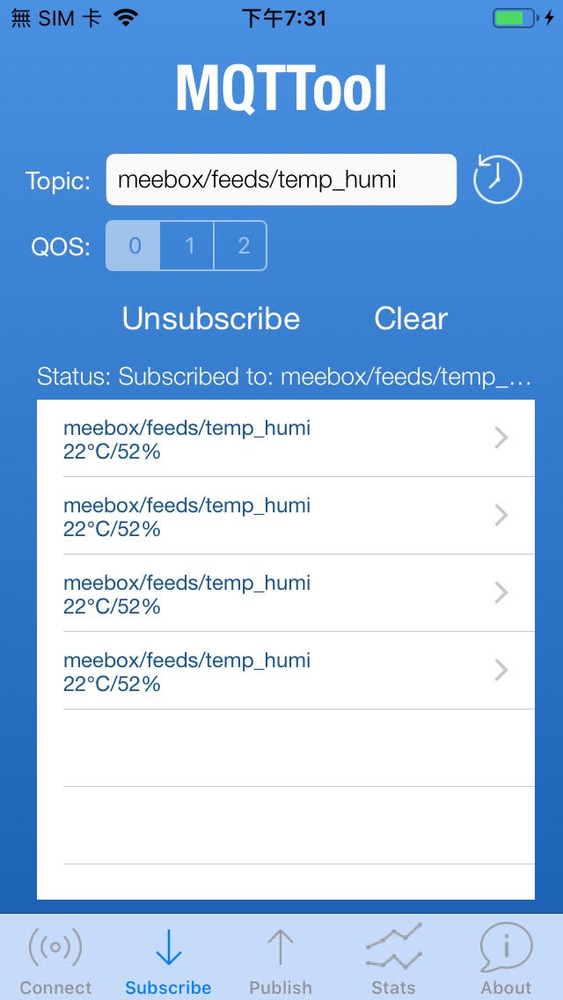 無 SIM 卡 下午7:31
MQTTool
Topic: meebox/feeds/temp_humi
QOS: 0 1 2
Unsubscribe Clear
Status: Subscribed to: meebox/feeds/temp_...
meebox/feeds/temp_humi
22°C/52%
meebox/feeds/temp_humi
22°C/52%
meebox/feeds/temp_humi
22°C/52%
meebox/feeds/temp_humi
22°C/52%
Connect Subscribe Publish Stats About